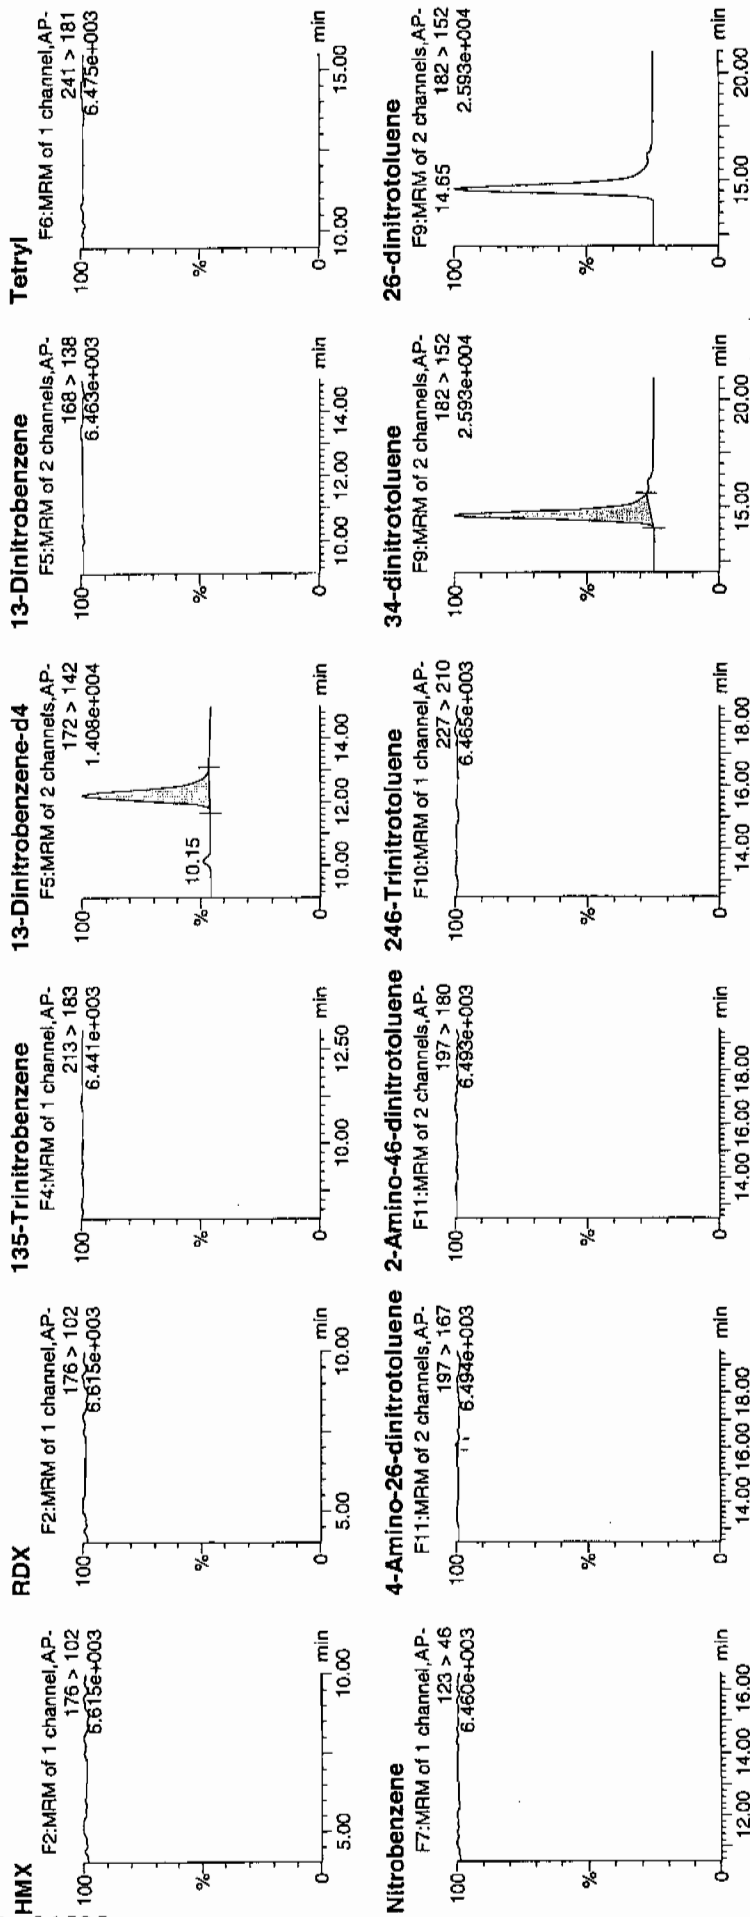 HMX
F2:MRM of 1 channel,AP-
176 > 102
6.615e+003
100
%
0
5.00
10.00
min
RDX
F2:MRM of 1 channel,AP-
176 > 102
6.615e+003
100
%
0
5.00
10.00
min
135-Trinitrobenzene
F4:MRM of 1 channel,AP-
213 > 183
6.441e+003
100
%
0
10.00
12.50
min
13-Dinitrobenzene-d4
F5:MRM of 2 channels,AP-
172 > 142
1.408e+004
100
10.15
%
0
10.00
12.00
14.00
min
13-Dinitrobenzene
F5:MRM of 2 channels,AP-
168 > 138
6.463e+003
100
%
0
10.00
12.00
14.00
min
Tetryl
F6:MRM of 1 channel,AP-
241 > 181
6.475e+003
100
%
0
10.00
15.00
min
Nitrobenzene
F7:MRM of 1 channel,AP-
123 > 46
6.460e+003
100
%
0
12.00
14.00
16.00
min
4-Amino-26-dinitrotoluene
F11:MRM of 2 channels,AP-
197 > 167
6.494e+003
100
%
0
14.00
16.00
18.00
min
2-Amino-46-dinitrotoluene
F11:MRM of 2 channels,AP-
197 > 180
6.493e+003
100
%
0
14.00
16.00
18.00
min
246-Trinitrotoluene
F10:MRM of 1 channel,AP-
227 > 210
6.465e+003
100
%
0
14.00
16.00
18.00
min
34-dinitrotoluene
F9:MRM of 2 channels,AP-
182 > 152
2.593e+004
100
%
0
15.00
20.00
min
26-dinitrotoluene
F9:MRM of 2 channels,AP-
182 > 152
2.593e+004
14.65
100
%
0
15.00
20.00
min